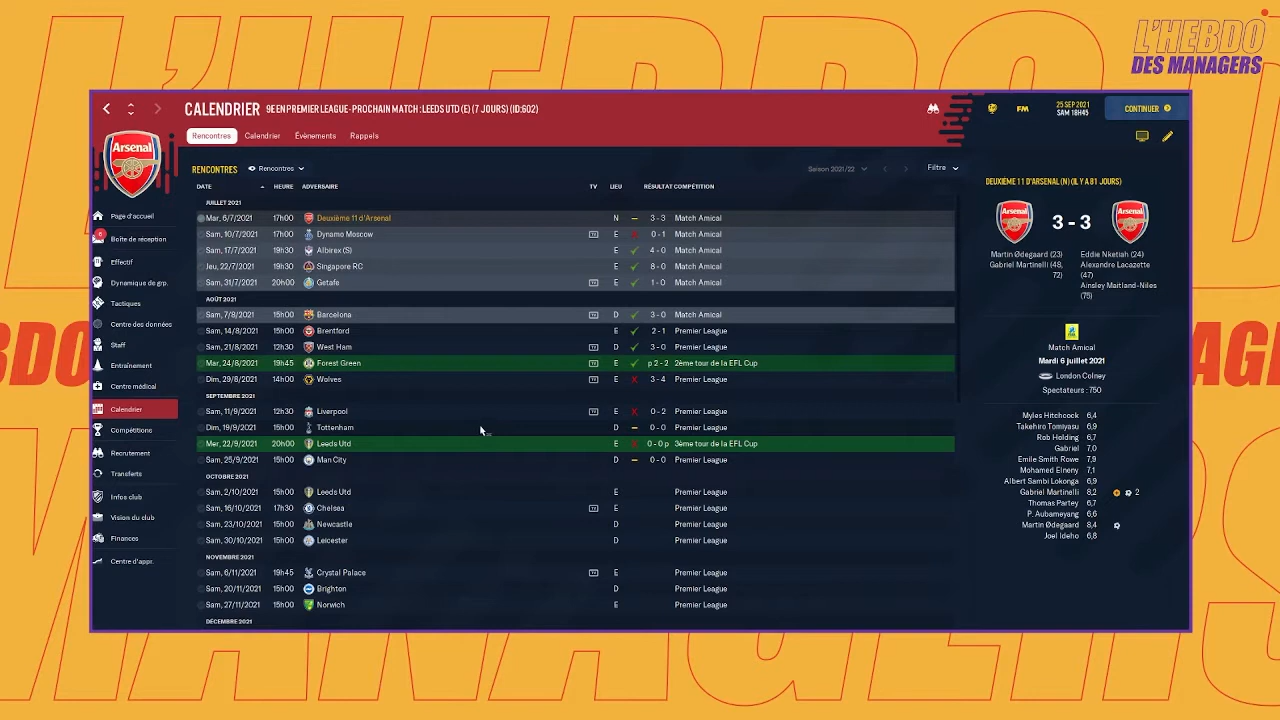 L'HEBDO
DES MANAGERS
CALENDRIER 9E EN PREMIER LEAGUE - PROCHAIN MATCH : LEEDS UTD (E) (7 JOURS) (ID:602)
FM
25 SEP 2021
SAM 18H45
CONTINUER
Rencontres Calendrier Évènements Rappels
Arsenal
RENCONTRES Rencontres Saison 2021/22 Filtre
DATE HEURE ADVERSAIRE TV LIEU RÉSULTAT COMPÉTITION
JUILLET 2021
Mar, 6/7/2021 17h00 Deuxième 11 d'Arsenal N 3 - 3 Match Amical
Sam, 10/7/2021 17h00 Dynamo Moscow TV E 0 - 1 Match Amical
Sam, 17/7/2021 19h30 Albirex (S) E 4 - 0 Match Amical
Jeu, 22/7/2021 19h30 Singapore RC E 8 - 0 Match Amical
Sam, 31/7/2021 20h00 Getafe TV E 1 - 0 Match Amical
AOÛT 2021
Sam, 7/8/2021 15h00 Barcelona TV D 3 - 0 Match Amical
Sam, 14/8/2021 15h00 Brentford E 2 - 1 Premier League
Sam, 21/8/2021 12h30 West Ham TV D 3 - 0 Premier League
Mar, 24/8/2021 19h45 Forest Green TV E p 2 - 2 2ème tour de la EFL Cup
Dim, 29/8/2021 14h00 Wolves TV E 3 - 4 Premier League
SEPTEMBRE 2021
Sam, 11/9/2021 12h30 Liverpool TV E 0 - 2 Premier League
Dim, 19/9/2021 15h00 Tottenham D 0 - 0 Premier League
Mer, 22/9/2021 20h00 Leeds Utd E 0 - 0 p 3ème tour de la EFL Cup
Sam, 25/9/2021 15h00 Man City D 0 - 0 Premier League
OCTOBRE 2021
Sam, 2/10/2021 15h00 Leeds Utd E Premier League
Sam, 16/10/2021 17h30 Chelsea TV E Premier League
Sam, 23/10/2021 15h00 Newcastle D Premier League
Sam, 30/10/2021 15h00 Leicester D Premier League
NOVEMBRE 2021
Sam, 6/11/2021 19h45 Crystal Palace TV E Premier League
Sam, 20/11/2021 15h00 Brighton D Premier League
Sam, 27/11/2021 15h00 Norwich E Premier League
DÉCEMBRE 2021
Page d'accueil
6
Boîte de réception
Effectif
Dynamique de grp.
Tactiques
Centre des données
Staff
Entraînement
Centre médical
Calendrier
Compétitions
Recrutement
Transferts
Infos club
Vision du club
Finances
Centre d'appr.
DEUXIÈME 11 D'ARSENAL (N) (IL Y A 81 JOURS)
Arsenal 3 - 3 Arsenal
Martin Ødegaard (23)
Gabriel Martinelli (48,
72)
Eddie Nketiah (24)
Alexandre Lacazette
(47)
Ainsley Maitland-Niles
(75)
Match Amical
Mardi 6 juillet 2021
London Colney
Spectateurs : 750
Myles Hitchcock 6,4
Takehiro Tomiyasu 6,9
Rob Holding 6,7
Gabriel 7,0
Emile Smith Rowe 7,9
Mohamed Elneny 7,1
Albert Sambi Lokonga 6,9
Gabriel Martinelli 8,2 2
Thomas Partey 6,7
P. Aubameyang 6,6
Martin Ødegaard 8,4
Joel Ideho 6,8